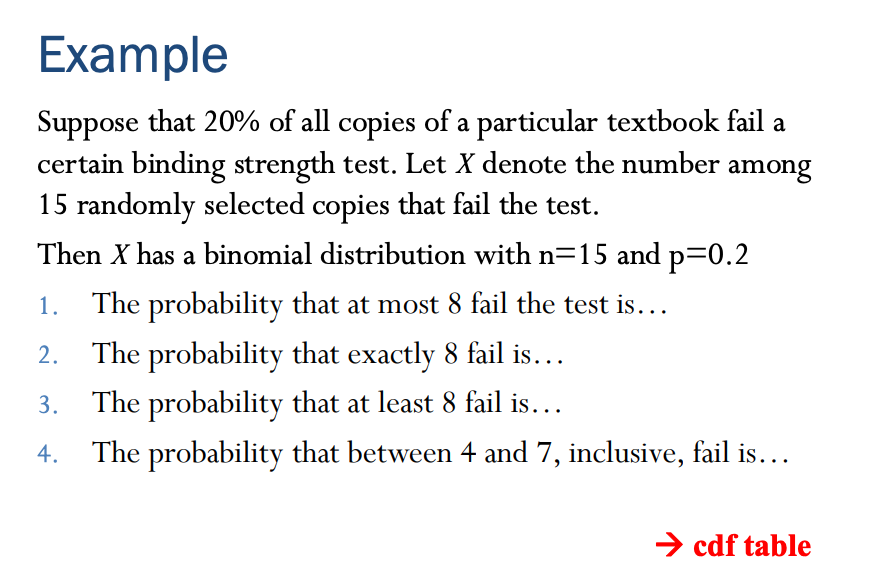 Example
Suppose that 20% of all copies of a particular textbook fail a
certain binding strength test. Let X denote the number among
15 randomly selected copies that fail the test.
Then X has a binomial distribution with n=15 and p=0.2
1. The probability that at most 8 fail the test is…
2. The probability that exactly 8 fail is…
3. The probability that at least 8 fail is…
4. The probability that between 4 and 7, inclusive, fail is…
→ cdf table